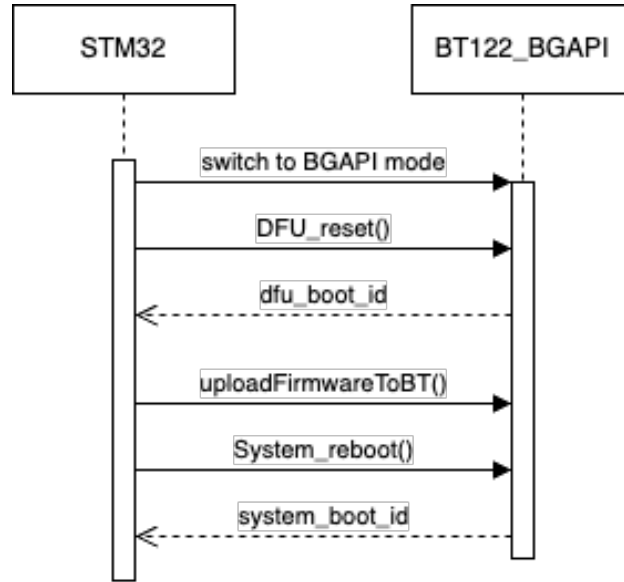 STM32
BT122_BGAPI
switch to BGAPI mode
DFU_reset()
dfu_boot_id
uploadFirmwareToBT()
System_reboot()
system_boot_id